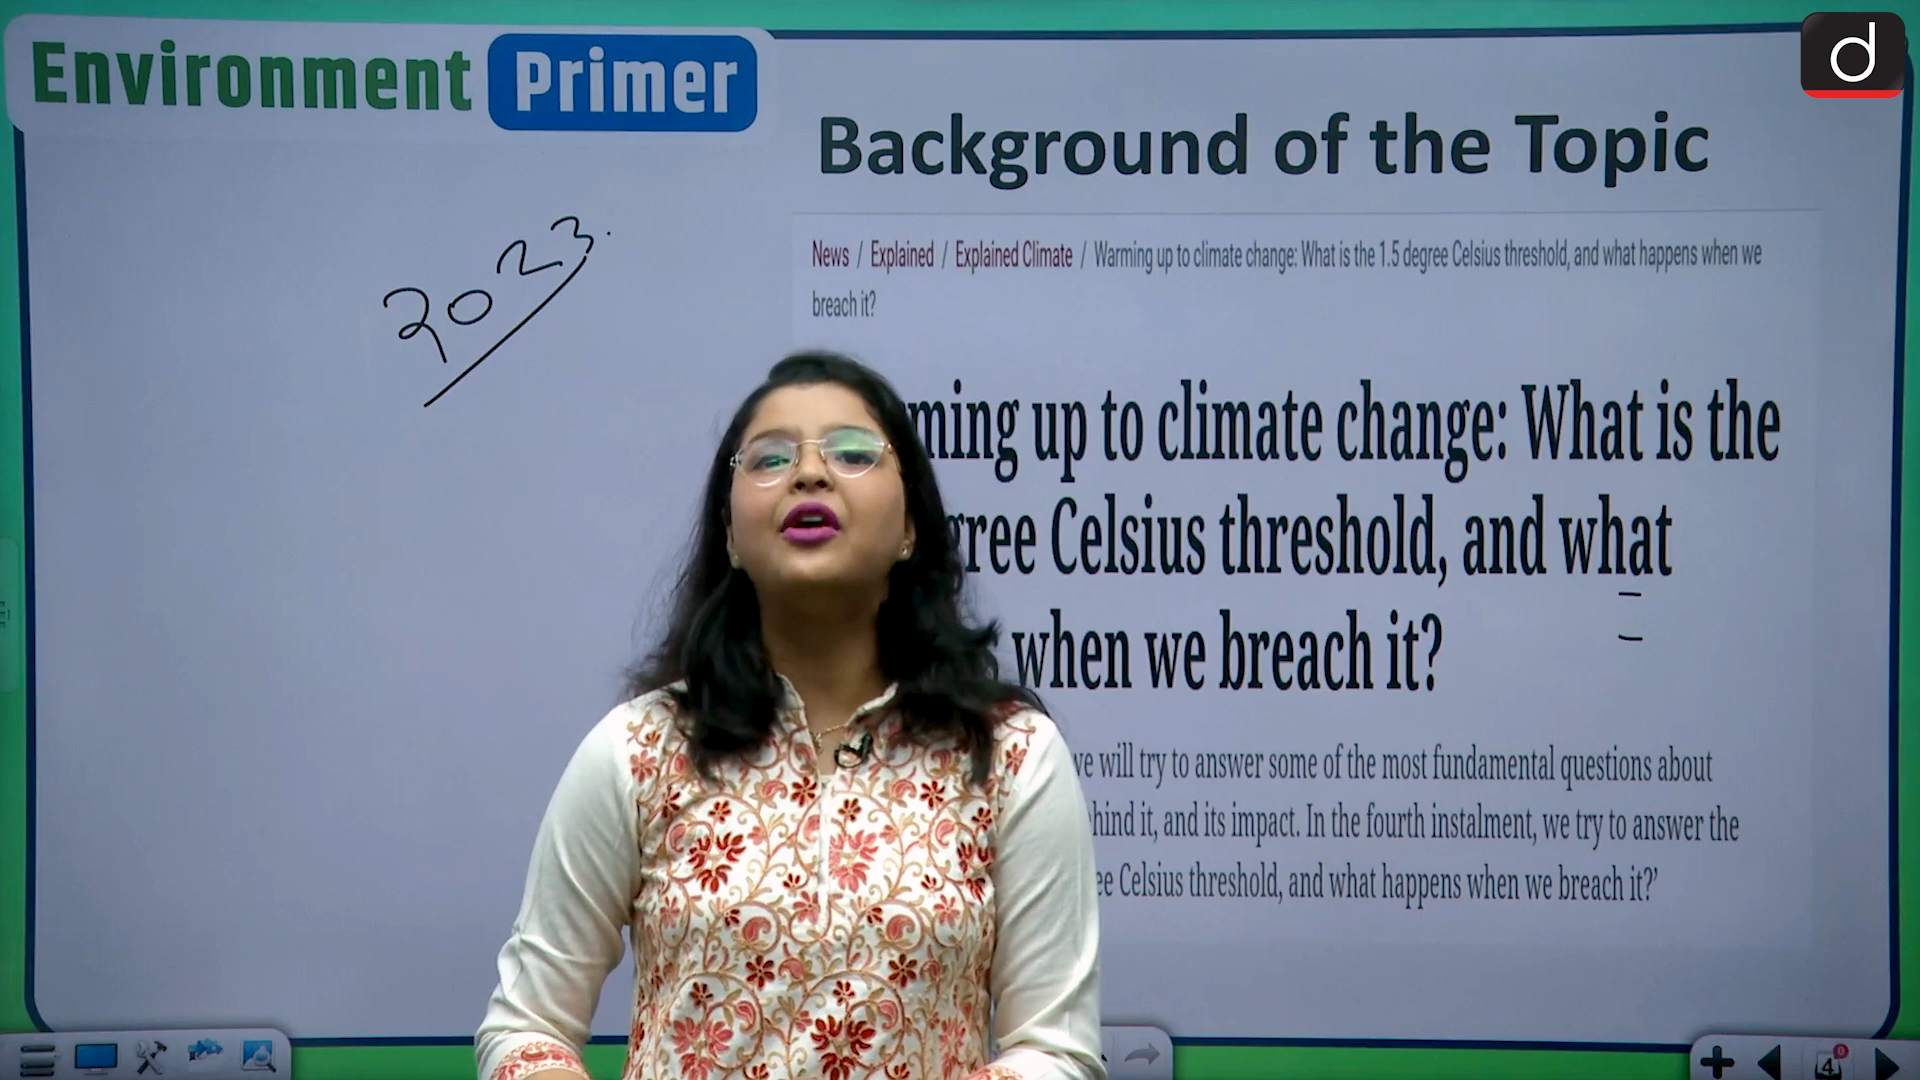 Environment Primer
d
Background of the Topic
2023.
News / Explained / Explained Climate / Warming up to climate change: What is the 1.5 degree Celsius threshold, and what happens when we
breach it?
up to climate change: What is the
Celsius threshold, and what
when we breach it?
will try to answer some of the most fundamental questions about
it, and its impact. In the fourth instalment, we try to answer the
Celsius threshold, and what happens when we breach it?’
4
0